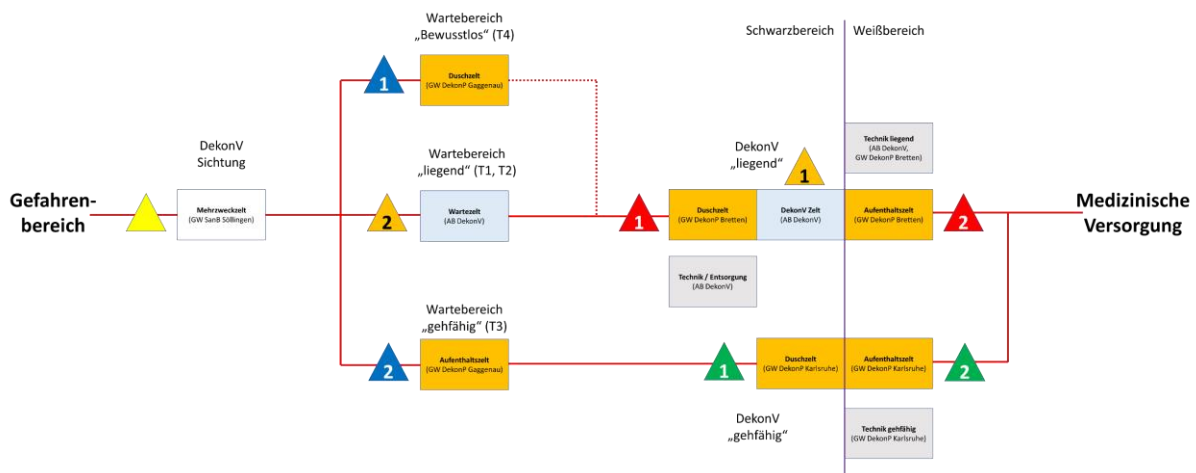 Wartebereich
„Bewusstlos“ (T4)
Schwarzbereich
Weißbereich
1
Duschzelt
(GW DekonP Gaggenau)
DekonV
Sichtung
Wartebereich
„liegend“ (T1, T2)
DekonV
„liegend“
1
Technik liegend
(AB DekonV,
GW DekonP Bretten)
Gefahren-
bereich
Mehrzweckzelt
(GW SanB Söllingen)
2
Wartezelt
(AB DekonV)
1
Duschzelt
(GW DekonP Bretten)
DekonV Zelt
(AB DekonV)
Aufenthaltszelt
(GW DekonP Bretten)
2
Medizinische
Versorgung
Technik / Entsorgung
(AB DekonV)
Wartebereich
„gehfähig“ (T3)
2
Aufenthaltszelt
(GW DekonP Gaggenau)
1
Duschzelt
(GW DekonP Karlsruhe)
Aufenthaltszelt
(GW DekonP Karlsruhe)
2
DekonV
„gehfähig“
Technik gehfähig
(GW DekonP Karlsruhe)